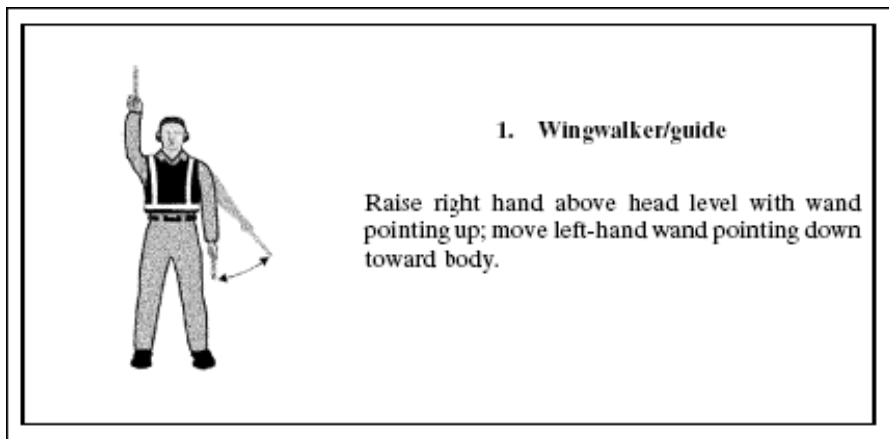 1. Wingwalker/guide
Raise right hand above head level with wand
pointing up; move left-hand wand pointing down
toward body.